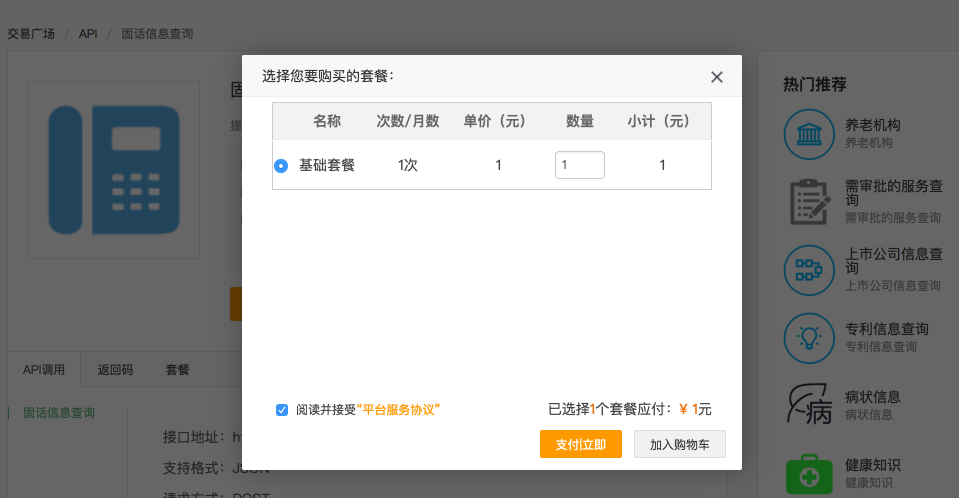 交易广场 / API / 固话信息查询
选择您要购买的套餐:
名称 次数/月数 单价（元） 数量 小计（元）
基础套餐 1次 1 1 1
阅读并接受“平台服务协议”
已选择1个套餐应付: ¥ 1元
支付立即 加入购物车
API调用 返回码 套餐
固话信息查询
接口地址:
支持格式: JSON
请求方式: POST
热门推荐
养老机构
养老机构
需审批的服务查
询
需审批的服务查询
上市公司信息查
询
上市公司信息查询
专利信息查询
专利信息查询
病
病状信息
病状信息
健康知识
健康知识